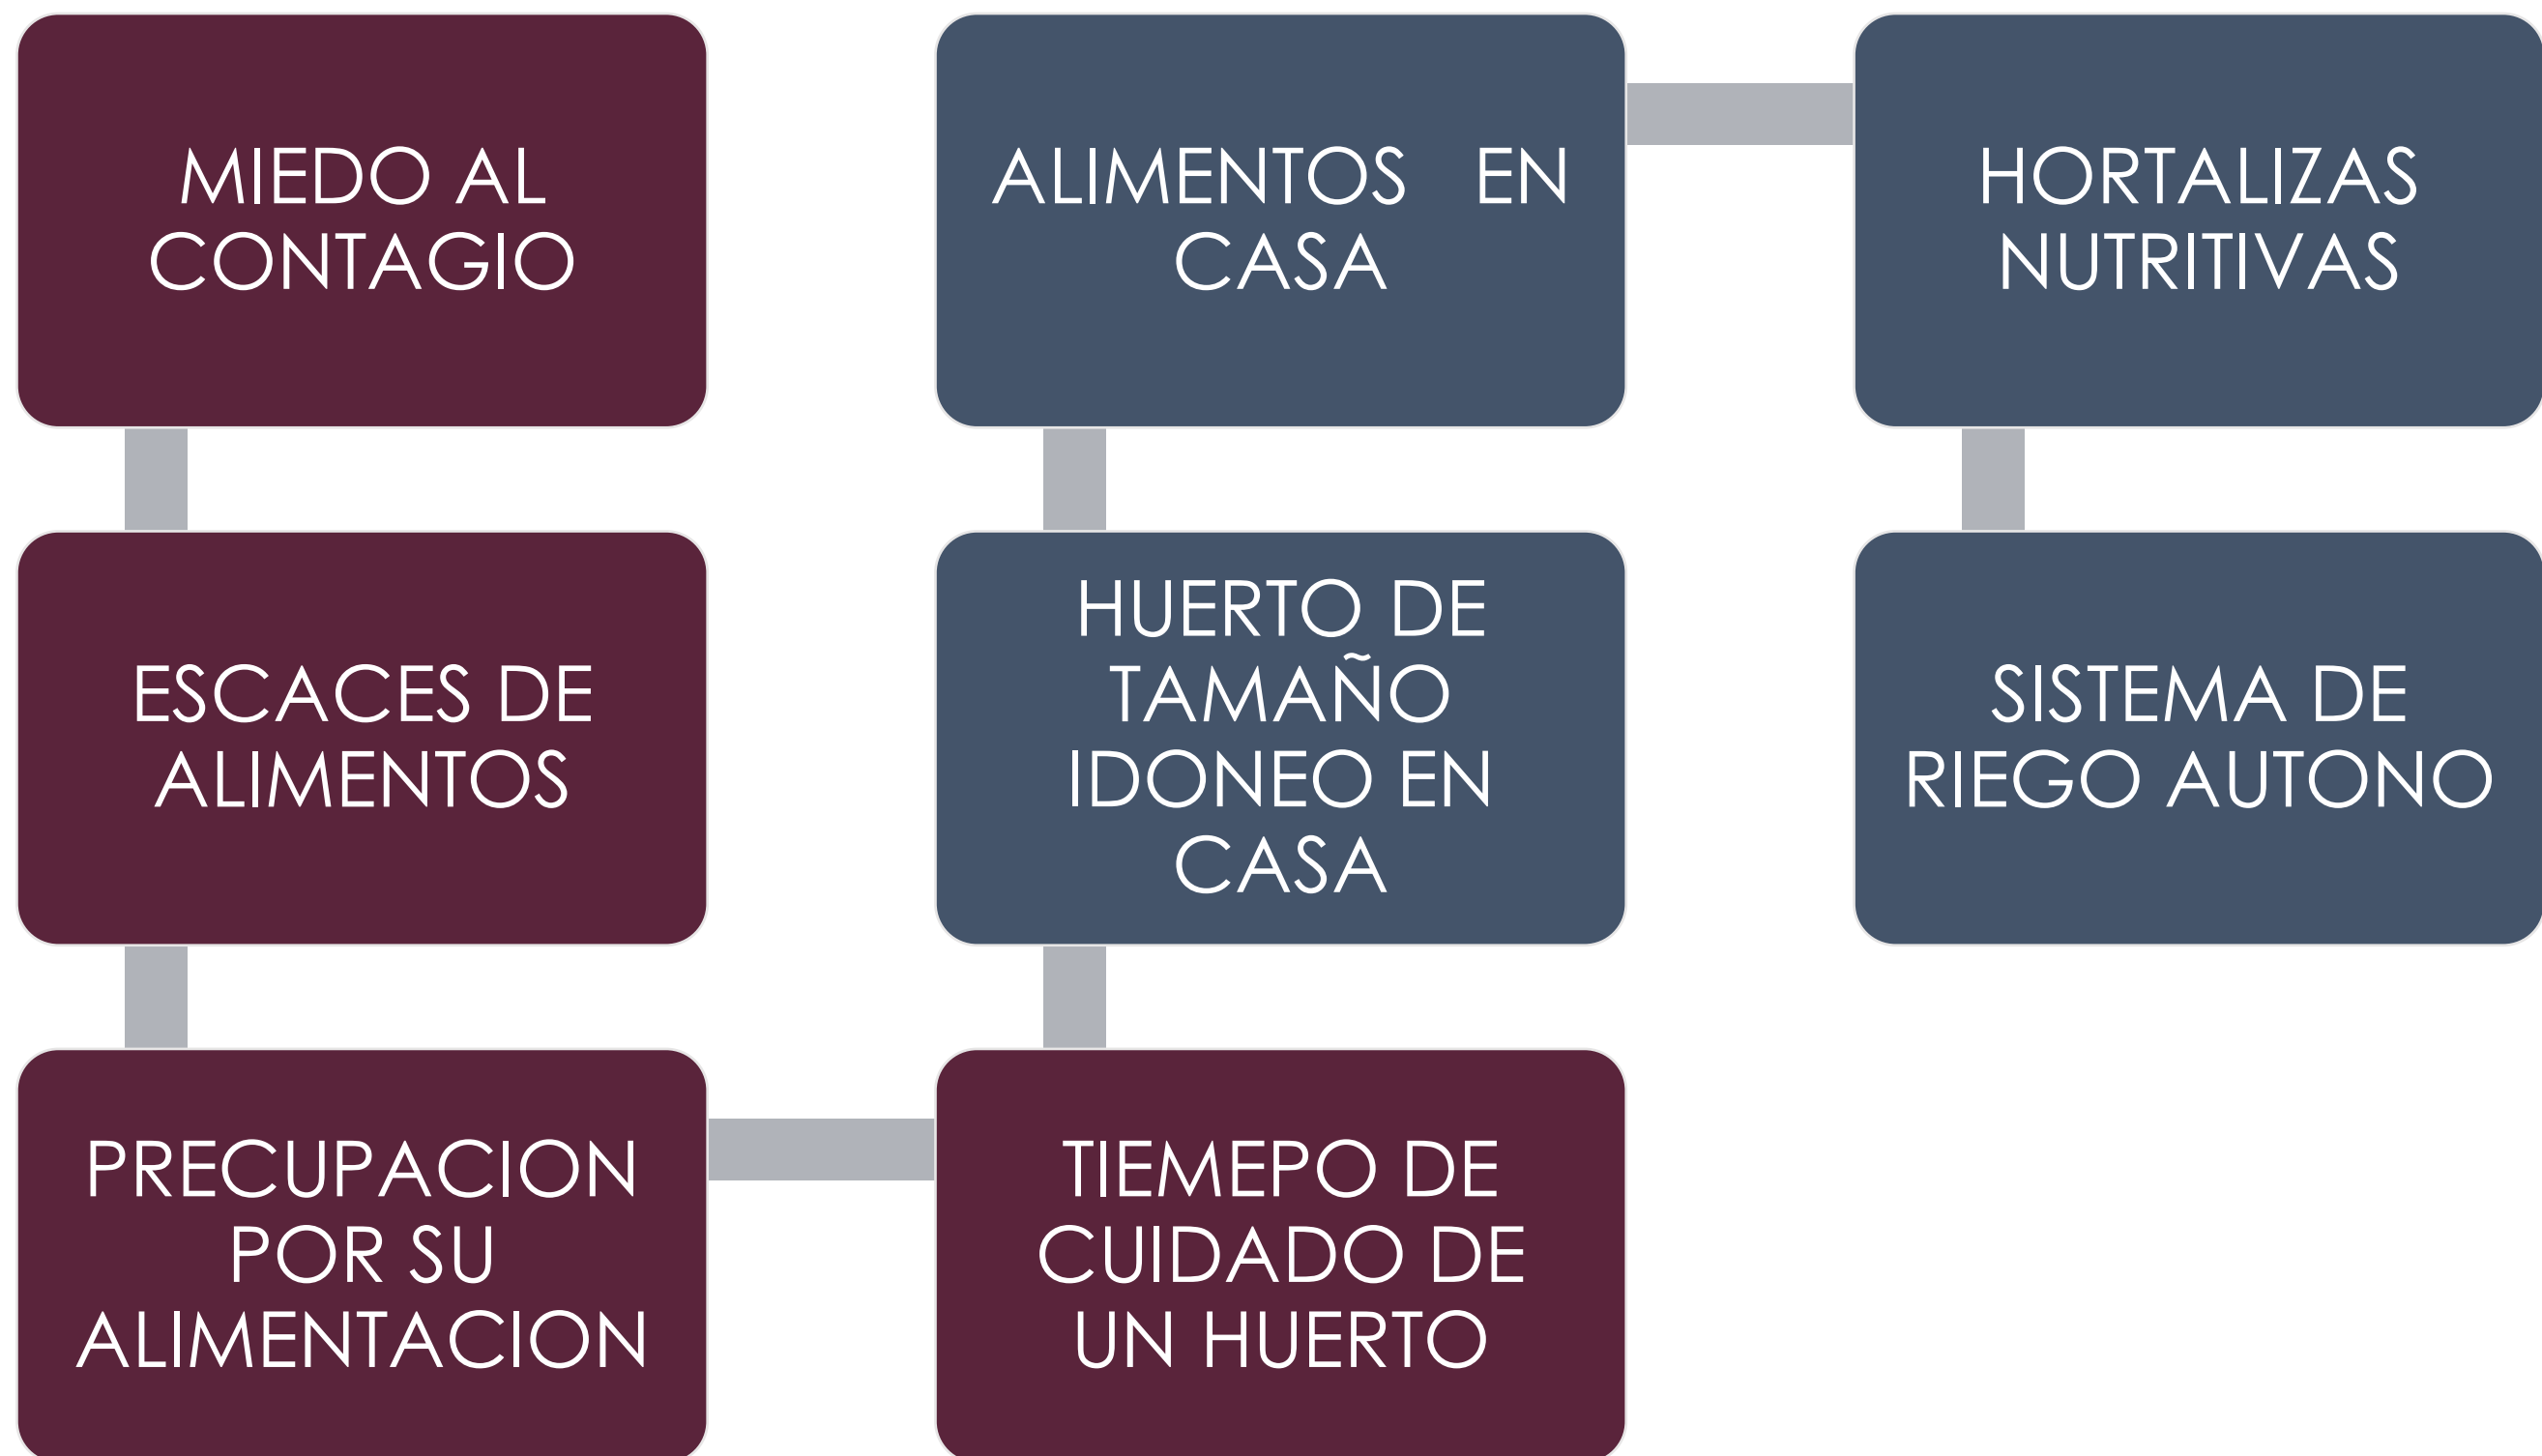 MIEDO AL
CONTAGIO
ESCACES DE
ALIMENTOS
PRECUPACION
POR SU
ALIMENTACION
TIEMEPO DE
CUIDADO DE
UN HUERTO
HUERTO DE
TAMAÑO
IDONEO EN
CASA
ALIMENTOS EN
CASA
HORTALIZAS
NUTRITIVAS
SISTEMA DE
RIEGO AUTONO